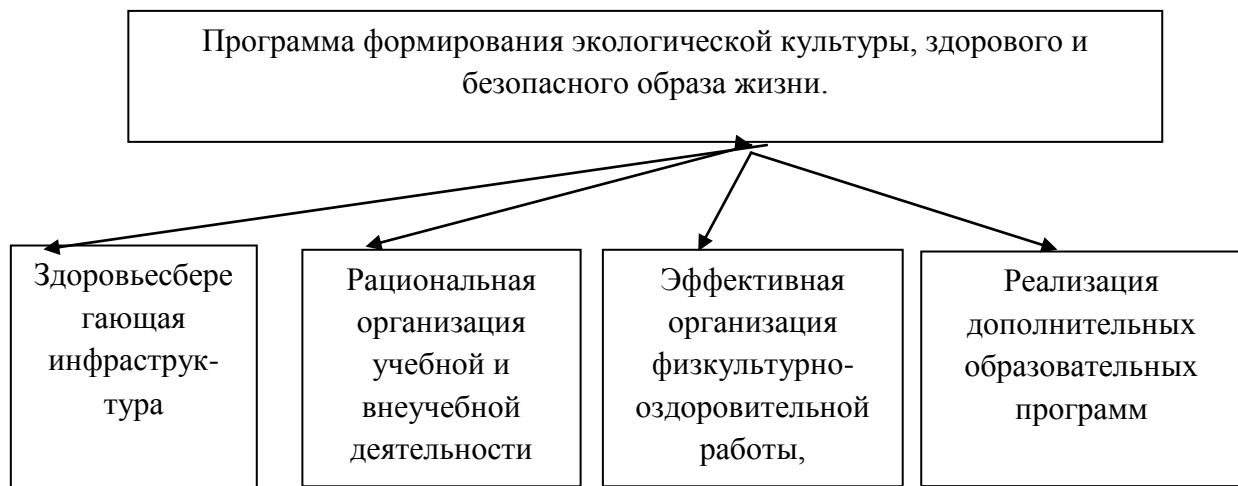 Программа формирования экологической культуры, здорового и
безопасного образа жизни.
Здоровьесбере
гающая
инфраструк-
тура
Рациональная
организация
учебной и
внеучебной
деятельности
Эффективная
организация
физкультурно-
оздоровительной
работы,
Реализация
дополнительных
образовательных
программ